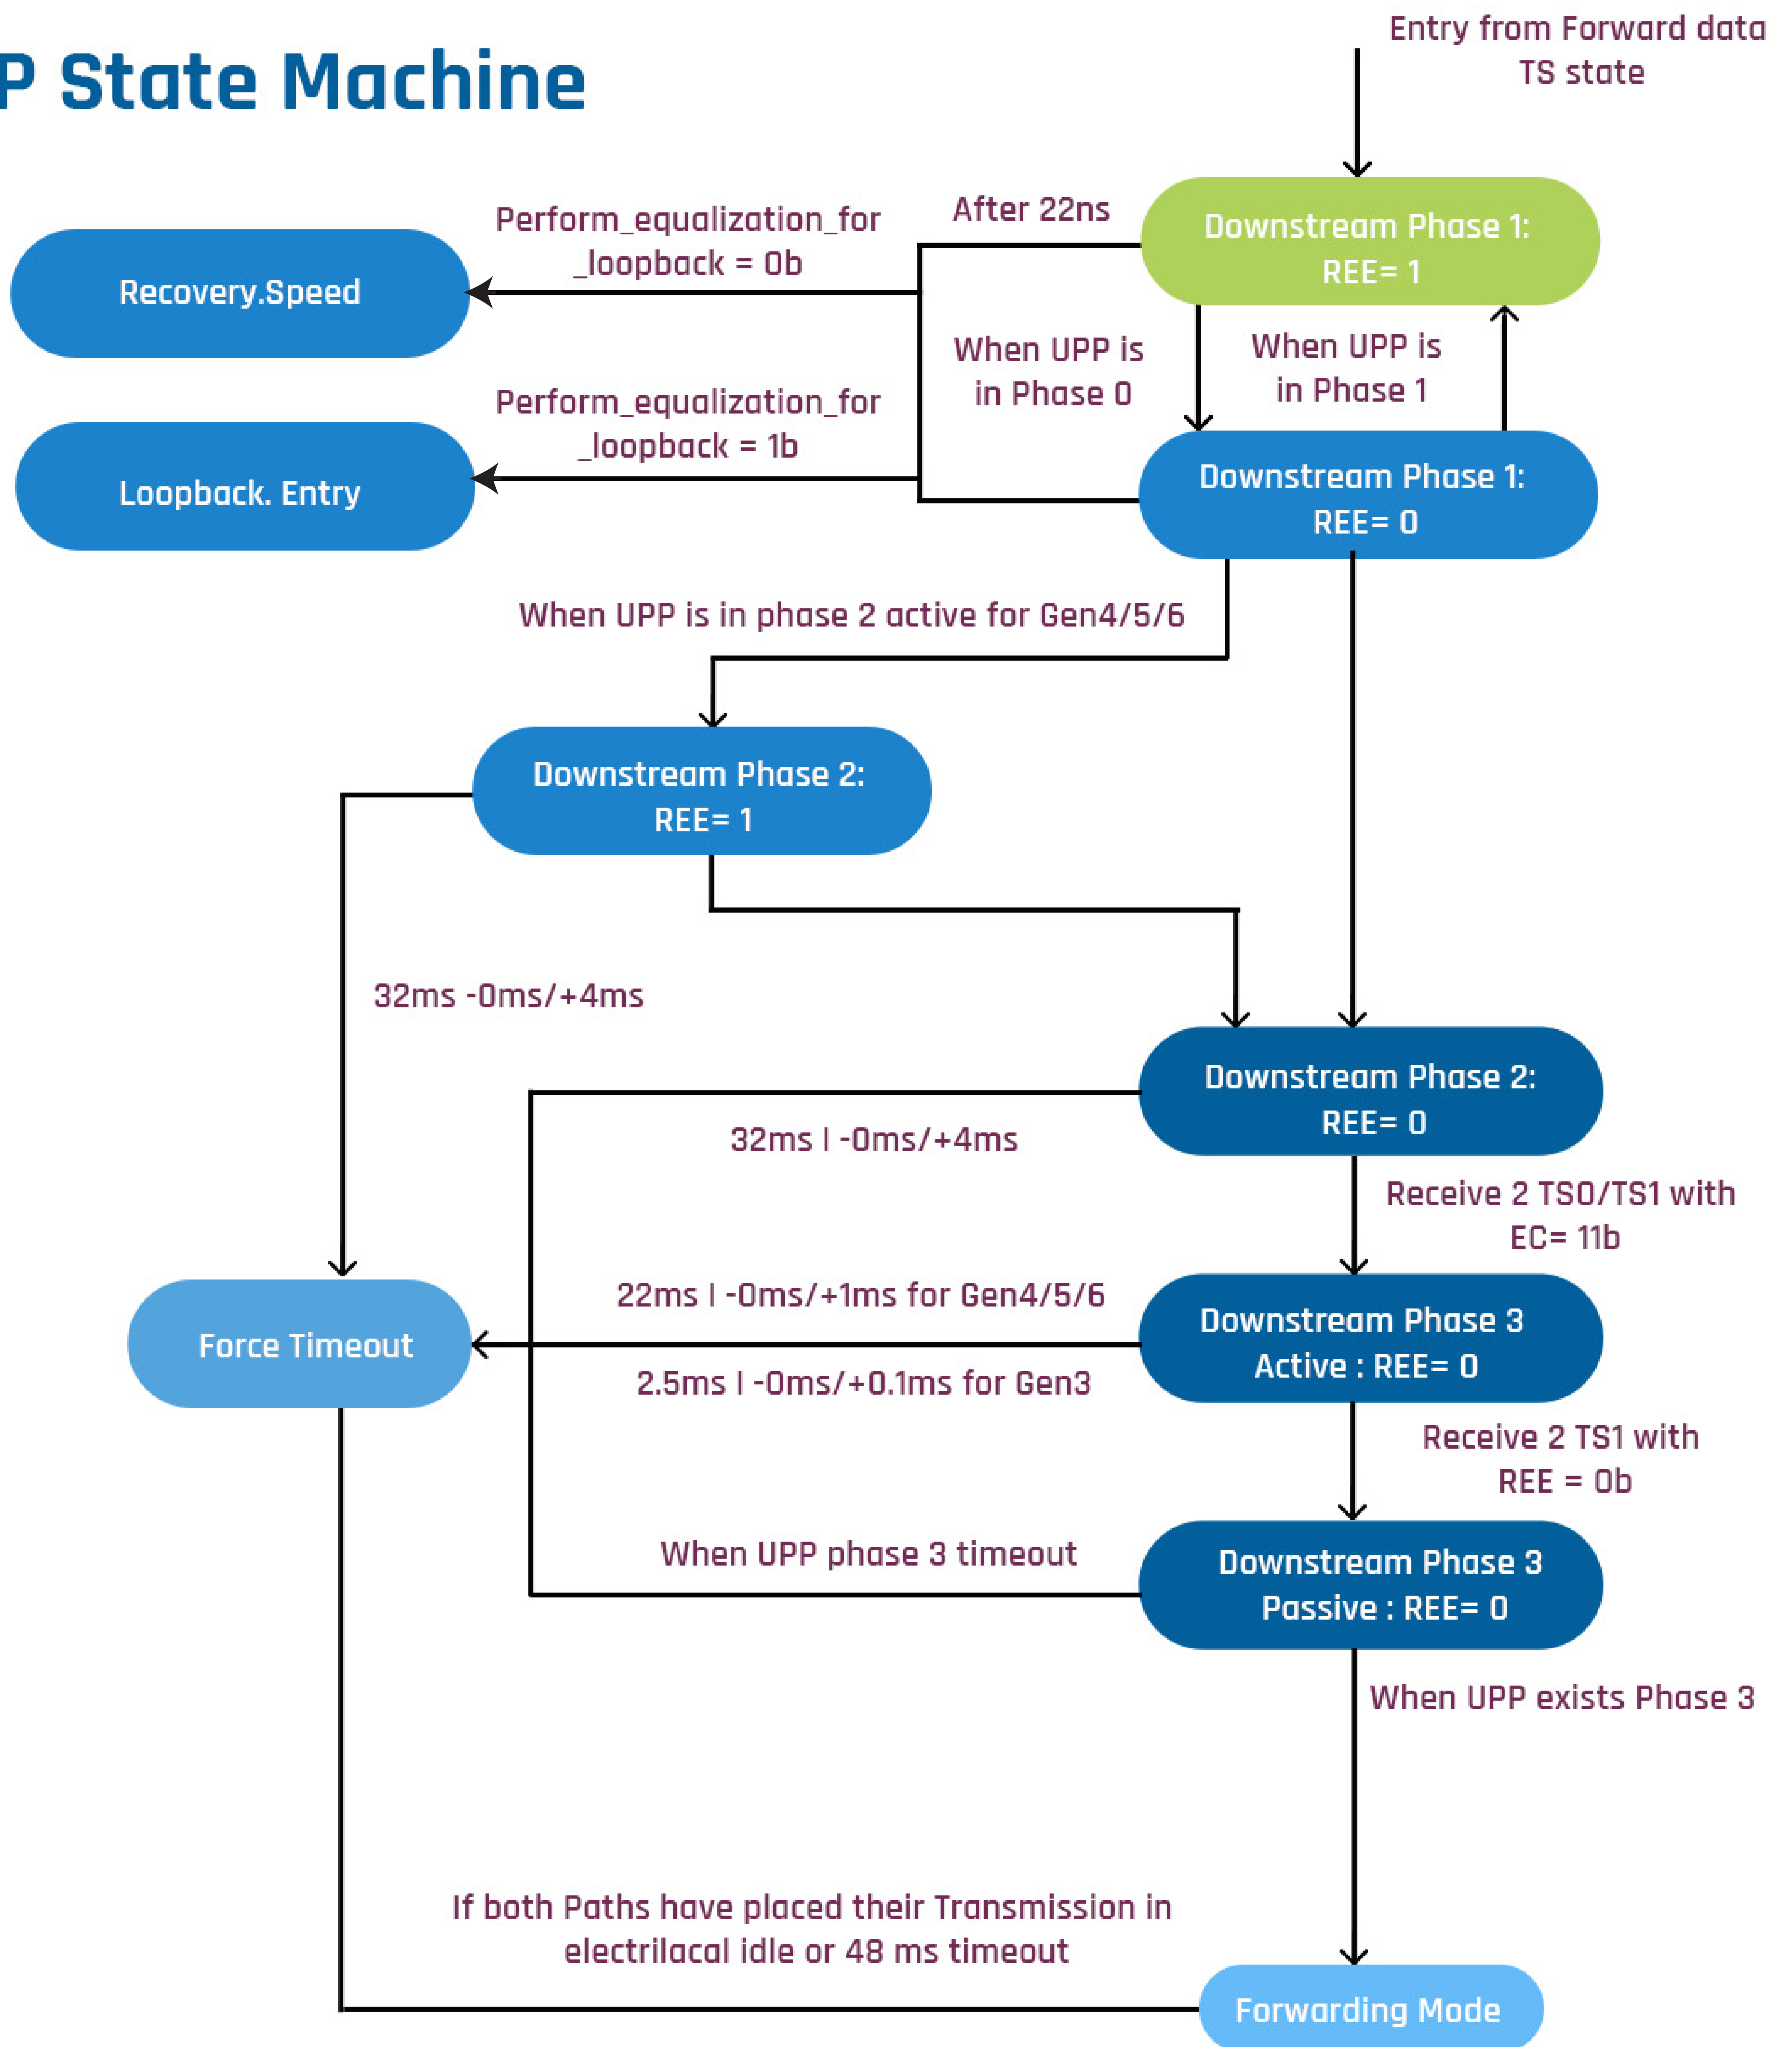 P State Machine
Entry from Forward data
TS state
Downstream Phase 1:
REE= 1
After 22ns
Perform_equalization_for
_loopback = 0b
Recovery.Speed
When UPP is
in Phase 0
When UPP is
in Phase 1
Perform_equalization_for
_loopback = 1b
Loopback. Entry
Downstream Phase 1:
REE= 0
When UPP is in phase 2 active for Gen4/5/6
Downstream Phase 2:
REE= 1
32ms -0ms/+4ms
Downstream Phase 2:
REE= 0
32ms | -0ms/+4ms
Receive 2 TS0/TS1 with
EC= 11b
22ms | -0ms/+1ms for Gen4/5/6
Force Timeout
Downstream Phase 3
Active : REE= 0
2.5ms | -0ms/+0.1ms for Gen3
Receive 2 TS1 with
REE = 0b
When UPP phase 3 timeout
Downstream Phase 3
Passive : REE= 0
When UPP exists Phase 3
If both Paths have placed their Transmission in
electrilacal idle or 48 ms timeout
Forwarding Mode